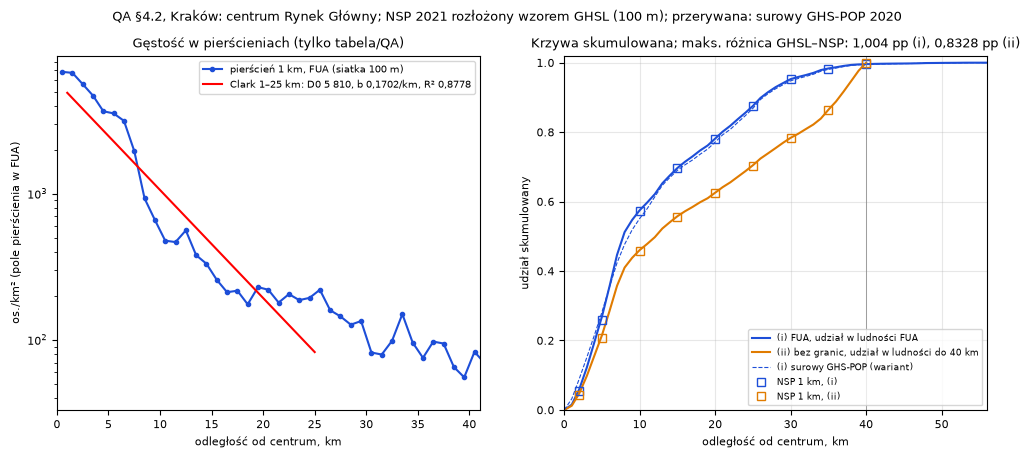 QA §4.2, Kraków: centrum Rynek Główny; NSP 2021 rozłożony wzorem GHSL (100 m); przerywana: surowy GHS-POP 2020
Gęstość w pierścieniach (tylko tabela/QA)
pierścień 1 km, FUA (siatka 100 m)
Clark 1–25 km: D0 5 810, b 0,1702/km, R² 0,8778
os./km² (pole pierścienia w FUA)
10³
10²
0 5 10 15 20 25 30 35 40
odległość od centrum, km
Krzywa skumulowana; maks. różnica GHSL–NSP: 1,004 pp (i), 0,8328 pp (ii)
udział skumulowany
1.0
0.8
0.6
0.4
0.2
0.0
(i) FUA, udział w ludności FUA
(ii) bez granic, udział w ludności do 40 km
(i) surowy GHS-POP (wariant)
NSP 1 km, (i)
NSP 1 km, (ii)
0 10 20 30 40 50
odległość od centrum, km